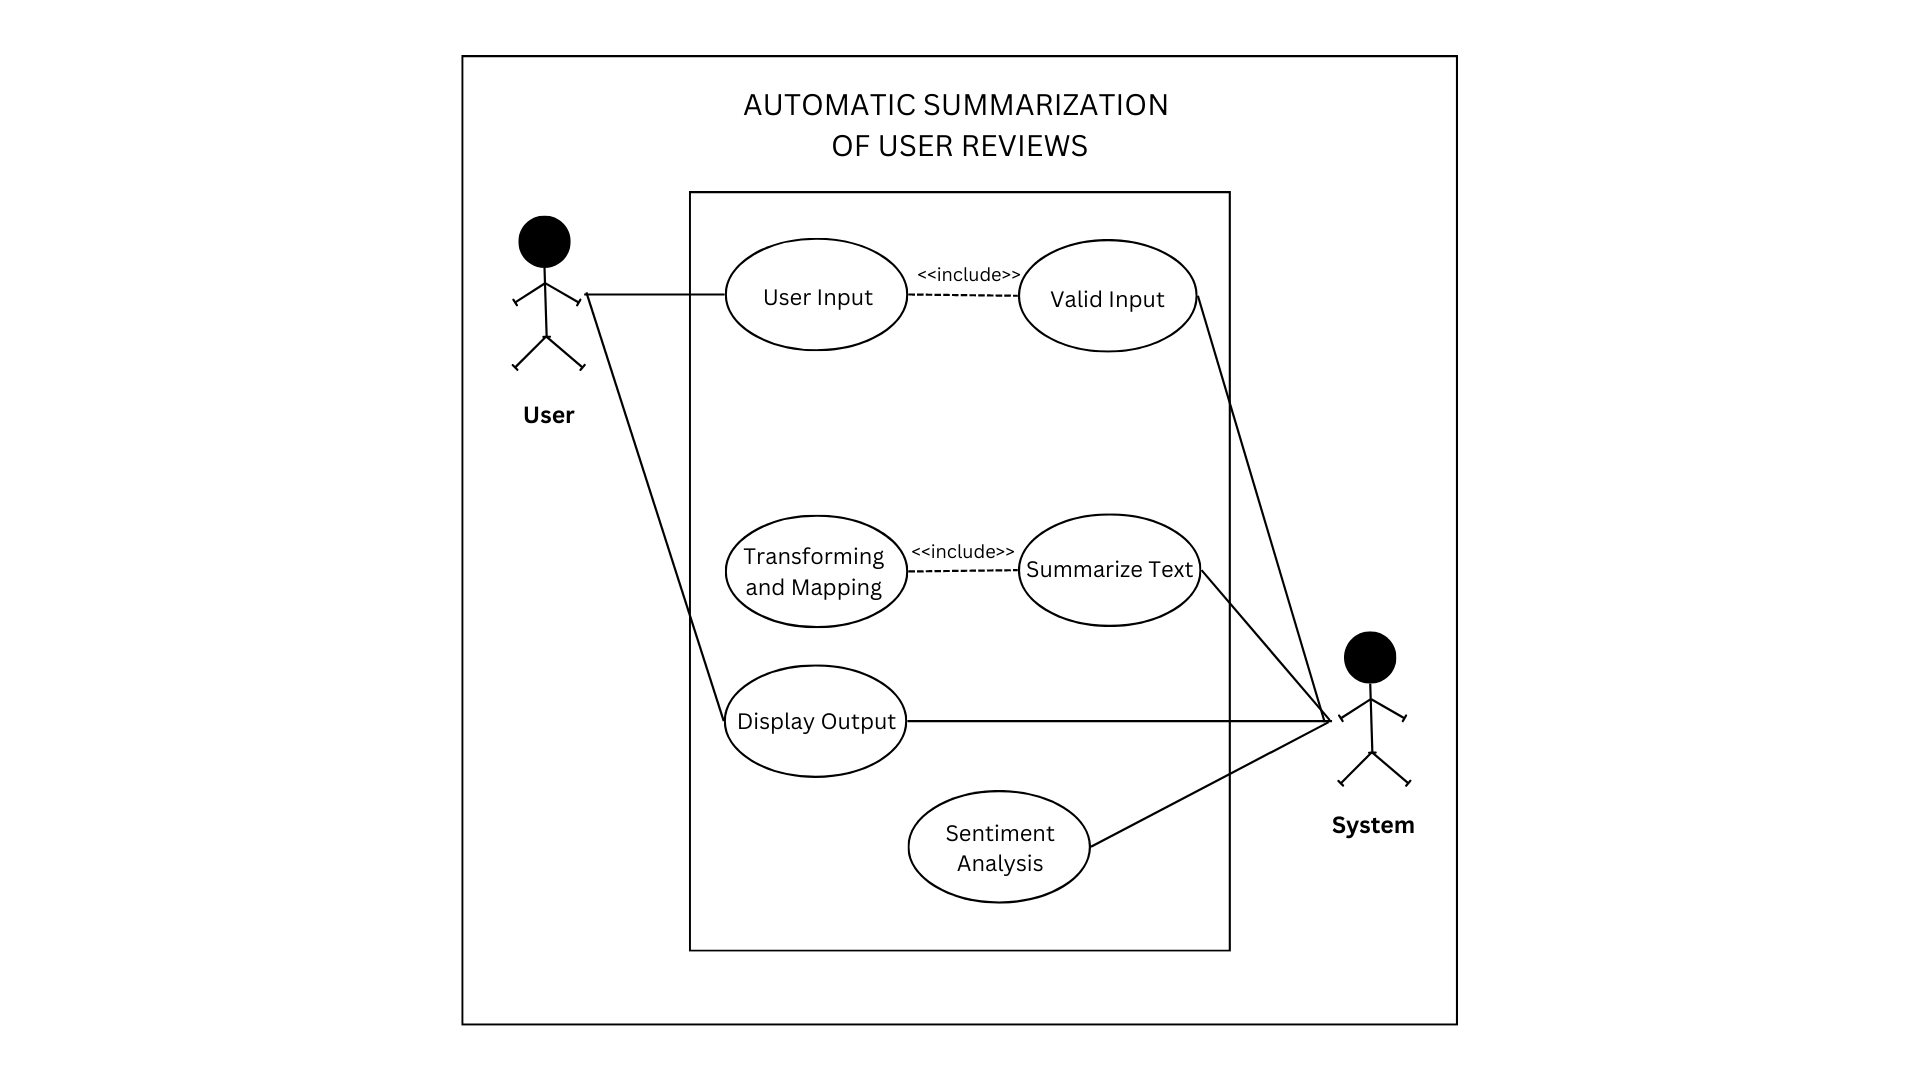 AUTOMATIC SUMMARIZATION
OF USER REVIEWS
User Input
<<include>>
Valid Input
User
Transforming
and Mapping
<<include>>
Summarize Text
Display Output
Sentiment
Analysis
System